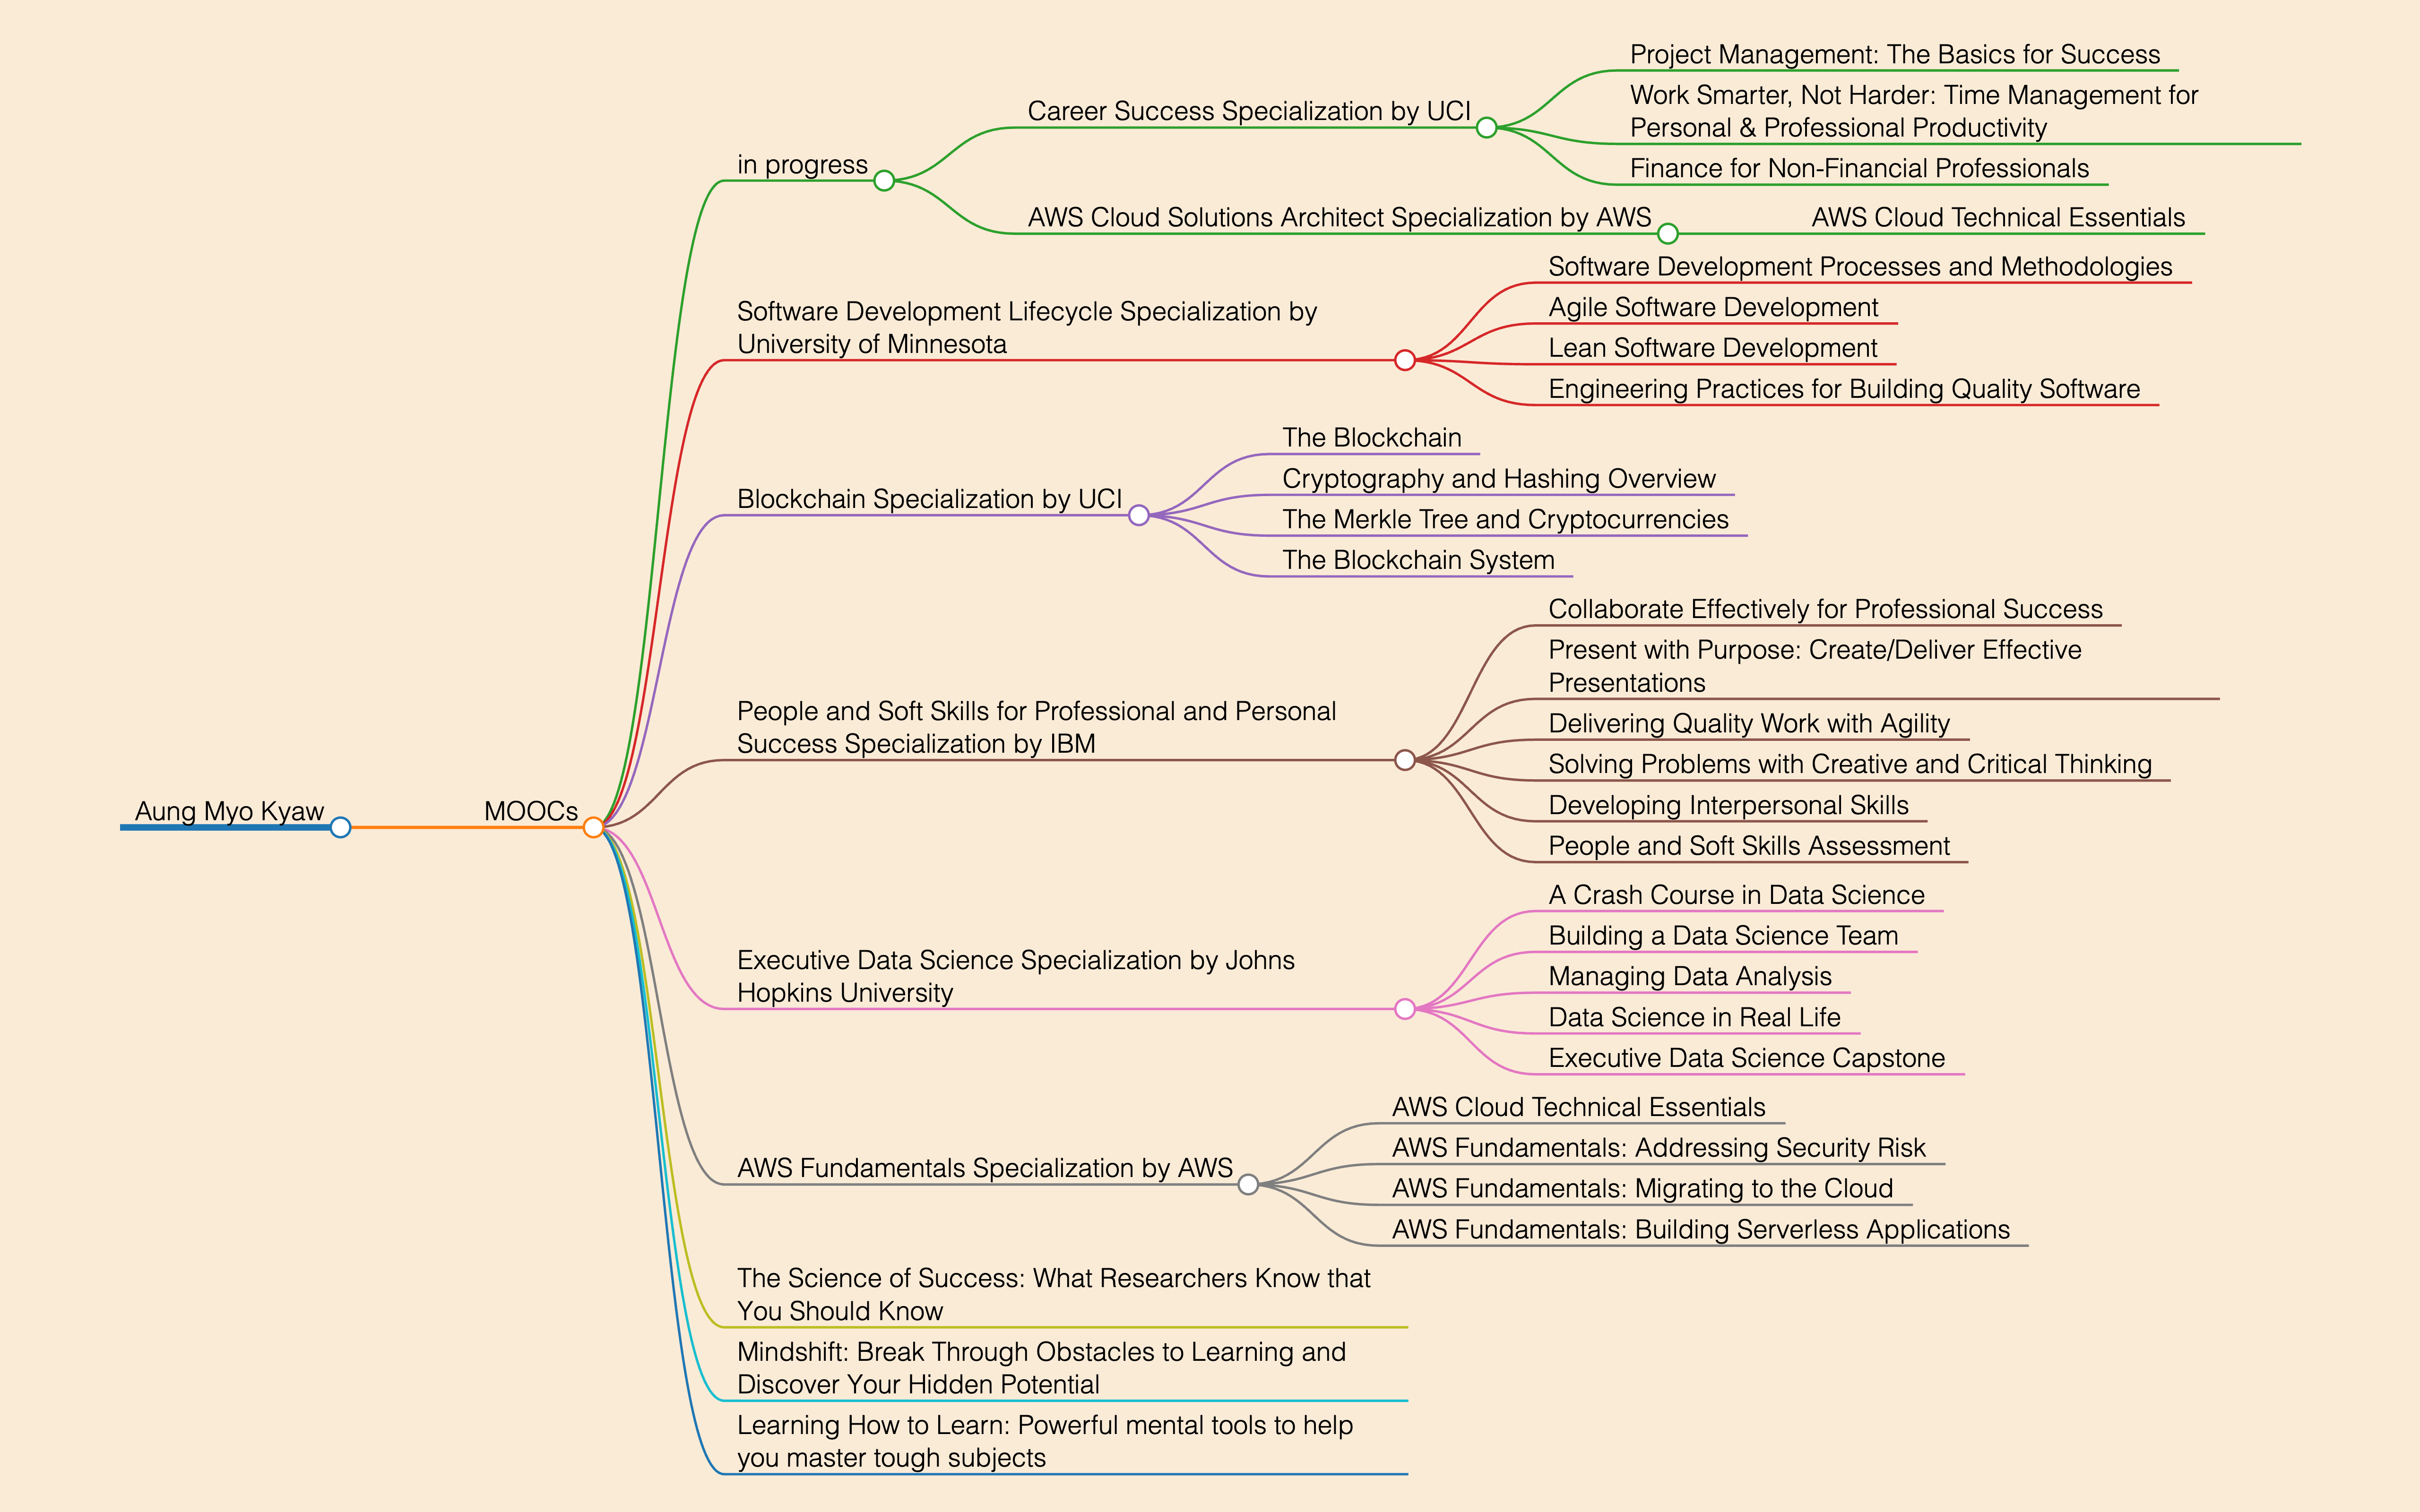 Aung Myo Kyaw
MOOCs
in progress
Career Success Specialization by UCI
Project Management: The Basics for Success
Work Smarter, Not Harder: Time Management for
Personal & Professional Productivity
Finance for Non-Financial Professionals
AWS Cloud Solutions Architect Specialization by AWS
AWS Cloud Technical Essentials
Software Development Lifecycle Specialization by
University of Minnesota
Software Development Processes and Methodologies
Agile Software Development
Lean Software Development
Engineering Practices for Building Quality Software
Blockchain Specialization by UCI
The Blockchain
Cryptography and Hashing Overview
The Merkle Tree and Cryptocurrencies
The Blockchain System
People and Soft Skills for Professional and Personal
Success Specialization by IBM
Collaborate Effectively for Professional Success
Present with Purpose: Create/Deliver Effective
Presentations
Delivering Quality Work with Agility
Solving Problems with Creative and Critical Thinking
Developing Interpersonal Skills
People and Soft Skills Assessment
Executive Data Science Specialization by Johns
Hopkins University
A Crash Course in Data Science
Building a Data Science Team
Managing Data Analysis
Data Science in Real Life
Executive Data Science Capstone
AWS Fundamentals Specialization by AWS
AWS Cloud Technical Essentials
AWS Fundamentals: Addressing Security Risk
AWS Fundamentals: Migrating to the Cloud
AWS Fundamentals: Building Serverless Applications
The Science of Success: What Researchers Know that
You Should Know
Mindshift: Break Through Obstacles to Learning and
Discover Your Hidden Potential
Learning How to Learn: Powerful mental tools to help
you master tough subjects